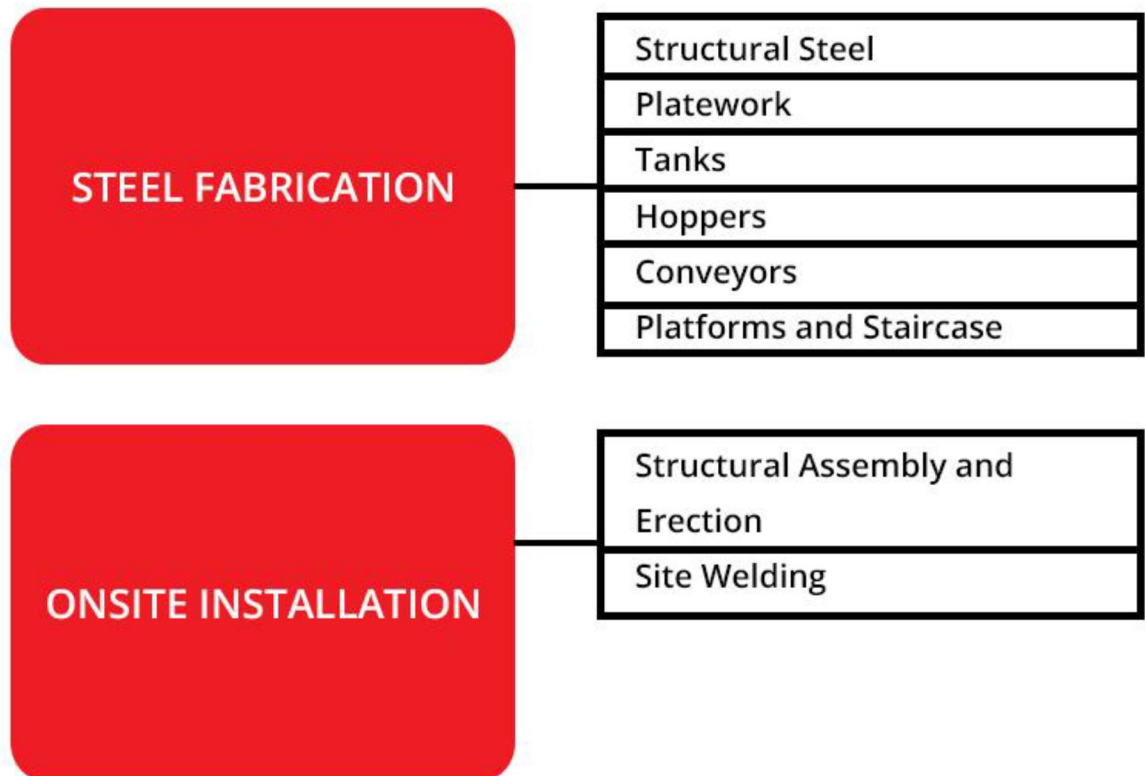 STEEL FABRICATION
Structural Steel
Platework
Tanks
Hoppers
Conveyors
Platforms and Staircase
ONSITE INSTALLATION
Structural Assembly and
Erection
Site Welding